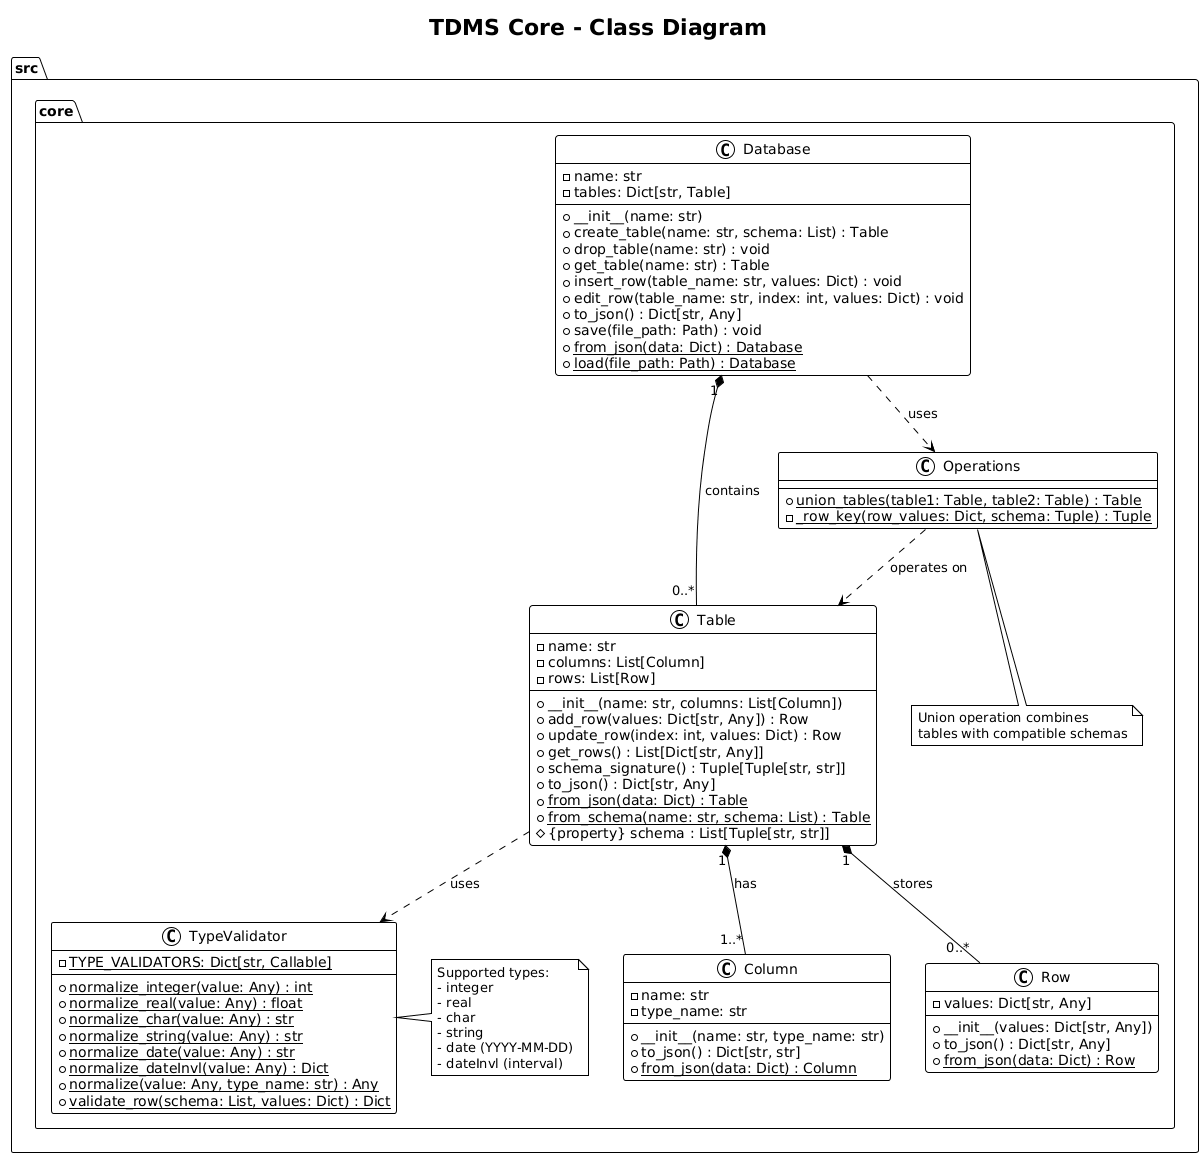 TDMS Core - Class Diagram
src
core
C Database
name: str
tables: Dict[str, Table]
__init__(name: str)
create_table(name: str, schema: List) : Table
drop_table(name: str) : void
get_table(name: str) : Table
insert_row(table_name: str, values: Dict) : void
edit_row(table_name: str, index: int, values: Dict) : void
to_json() : Dict[str, Any]
save(file_path: Path) : void
from_json(data: Dict) : Database
load(file_path: Path) : Database
1
uses
contains
0..*
C Operations
union_tables(table1: Table, table2: Table) : Table
_row_key(row_values: Dict, schema: Tuple) : Tuple
operates on
Union operation combines
tables with compatible schemas
C Table
name: str
columns: List[Column]
rows: List[Row]
__init__(name: str, columns: List[Column])
add_row(values: Dict[str, Any]) : Row
update_row(index: int, values: Dict) : Row
get_rows() : List[Dict[str, Any]]
schema_signature() : Tuple[Tuple[str, str]]
to_json() : Dict[str, Any]
from_json(data: Dict) : Table
from_schema(name: str, schema: List) : Table
{property} schema : List[Tuple[str, str]]
uses
1
has
1..*
1
stores
0..*
C TypeValidator
TYPE_VALIDATORS: Dict[str, Callable]
normalize_integer(value: Any) : int
normalize_real(value: Any) : float
normalize_char(value: Any) : str
normalize_string(value: Any) : str
normalize_date(value: Any) : str
normalize_dateInvl(value: Any) : Dict
normalize(value: Any, type_name: str) : Any
validate_row(schema: List, values: Dict) : Dict
Supported types:
- integer
- real
- char
- string
- date (YYYY-MM-DD)
- dateInvl (interval)
C Column
name: str
type_name: str
__init__(name: str, type_name: str)
to_json() : Dict[str, str]
from_json(data: Dict) : Column
C Row
values: Dict[str, Any]
__init__(values: Dict[str, Any])
to_json() : Dict[str, Any]
from_json(data: Dict) : Row